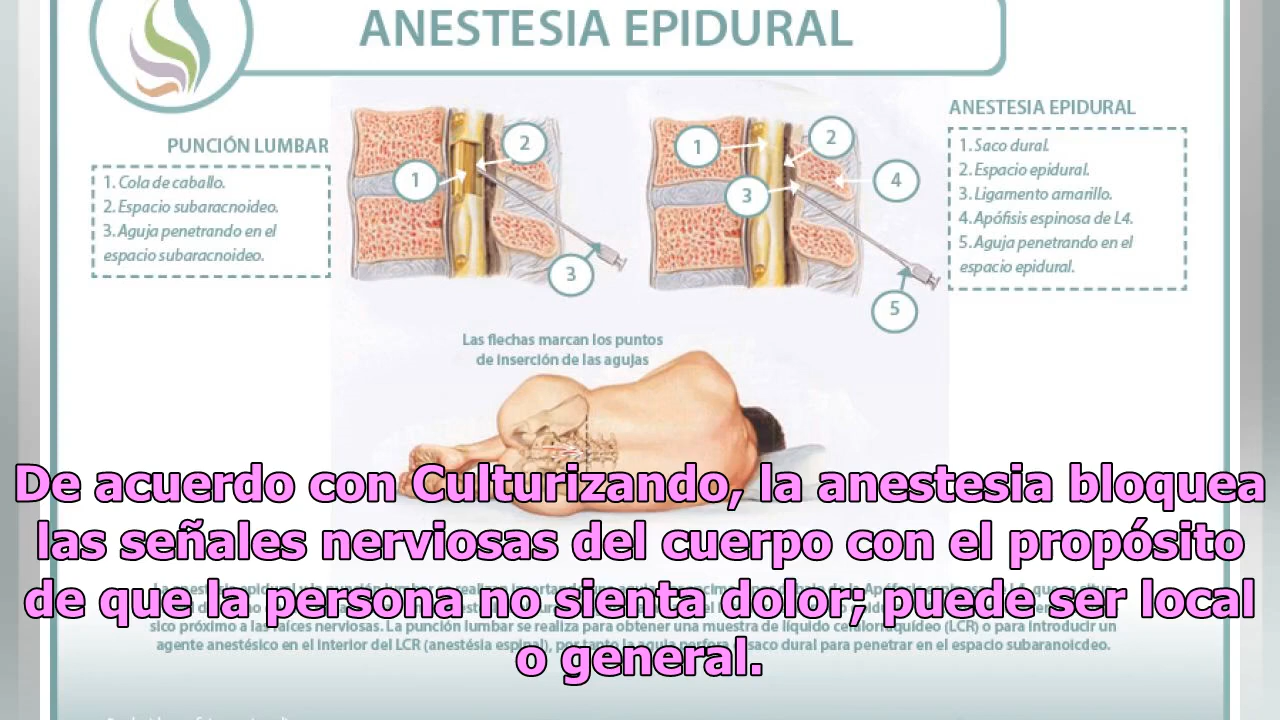 ANESTESIA EPIDURAL
PUNCIÓN LUMBAR
1. Cola de caballo.
2. Espacio subaracnoideo.
3. Aguja penetrando en el
espacio subaracnoideo.
1
2
3
1
2
3
4
5
ANESTESIA EPIDURAL
1. Saco dural.
2. Espacio epidural.
3. Ligamento amarillo.
4. Apófisis espinosa de L4.
5. Aguja penetrando en el
espacio epidural.
Las flechas marcan los puntos
de inserción de las agujas
De acuerdo con Culturizando, la anestesia bloquea
las señales nerviosas del cuerpo con el propósito
de que la persona no sienta dolor; puede ser local
o general.
sico próximo a las raíces nerviosas. La punción lumbar se realiza para obtener una muestra de líquido cefalorraquídeo (LCR) o para introducir un
agente anestésico en el interior del LCR (anestésia espinal), saco dural para penetrar en el espacio subaranoicdeo.